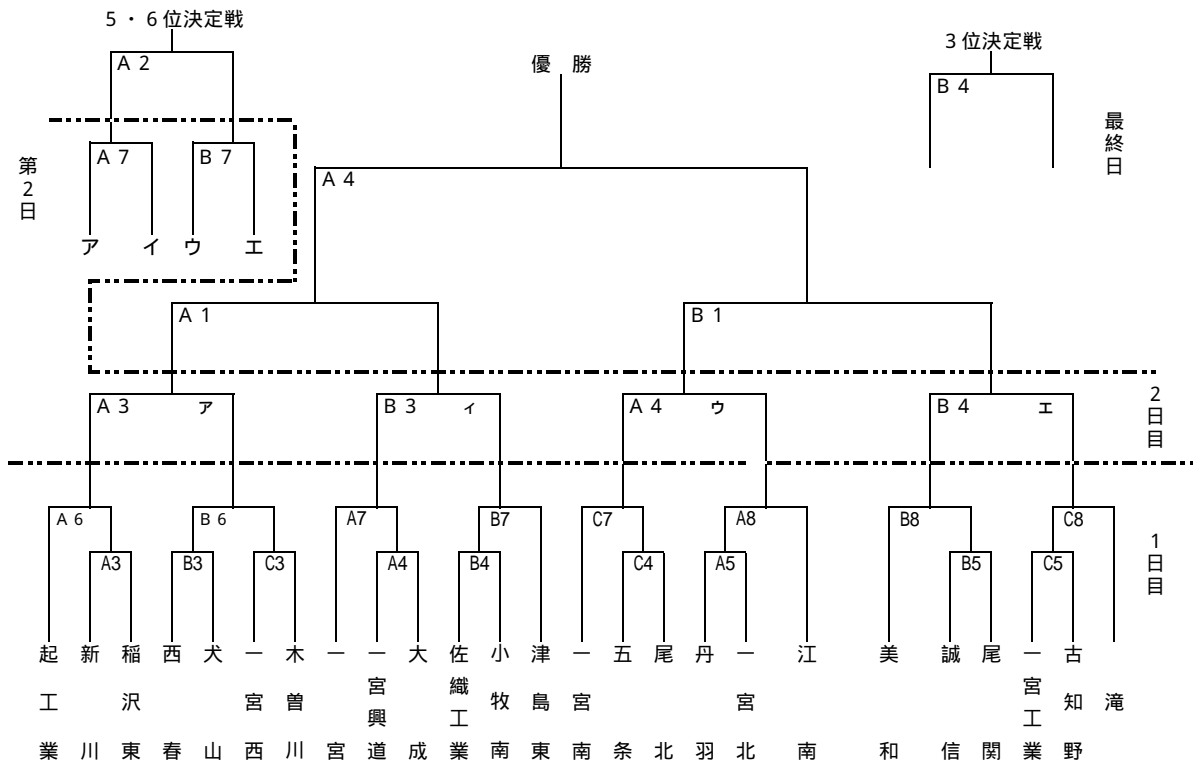 5・6位決定戦
A2
優 勝
3位決定戦
B4
最終日
第2日
A7
B7
ア
イ
ウ
エ
A4
A1
B1
A3 ア
B3 ィ
A4 ウ
B4 エ
2日目
A6
B6
A7
B7
C7
A8
B8
C8
A3
B3
C3
A4
B4
C4
A5
B5
C5
1日目
起工業
新川
稲沢東
西春
犬山
一宮西
木曽川
一宮
一宮興道
大成
佐織工業
小牧南
津島東
一宮南
五条
尾北
丹羽
一宮北
江南
美和
誠信
尾関
一宮工業
古知野
滝